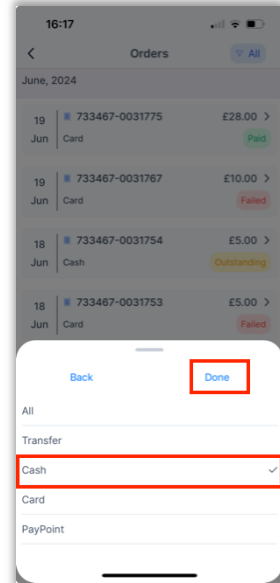 16:17
Orders
All
June, 2024
19 733467-0031775 £28.00
Jun Card Paid
19 733467-0031767 £10.00
Jun Card Failed
18 733467-0031754 £5.00
Jun Cash Outstanding
18 733467-0031753 £5.00
Jun Card Failed
Back Done
All
Transfer
Cash
Card
PayPoint